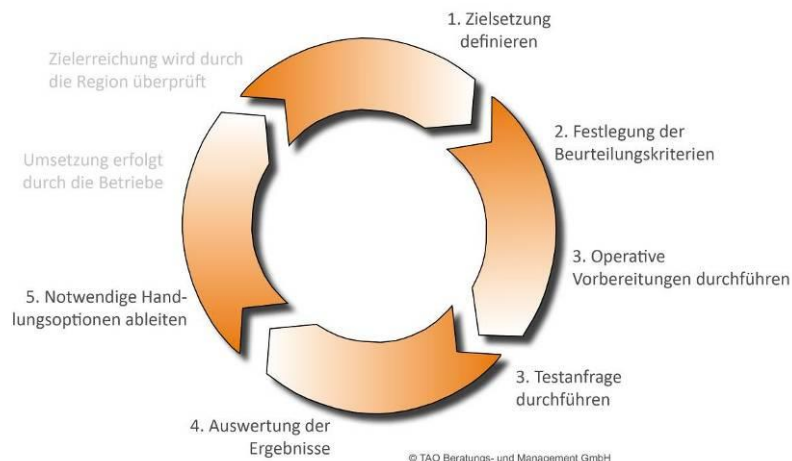 1. Zielsetzung
definieren
2. Festlegung der
Beurteilungskriterien
3. Operative
Vorbereitungen durchführen
3. Testanfrage
durchführen
4. Auswertung der
Ergebnisse
5. Notwendige Hand-
lungsoptionen ableiten
Umsetzung erfolgt
durch die Betriebe
Zielerreichung wird durch
die Region überprüft
© TAO Beratungs- und Management GmbH